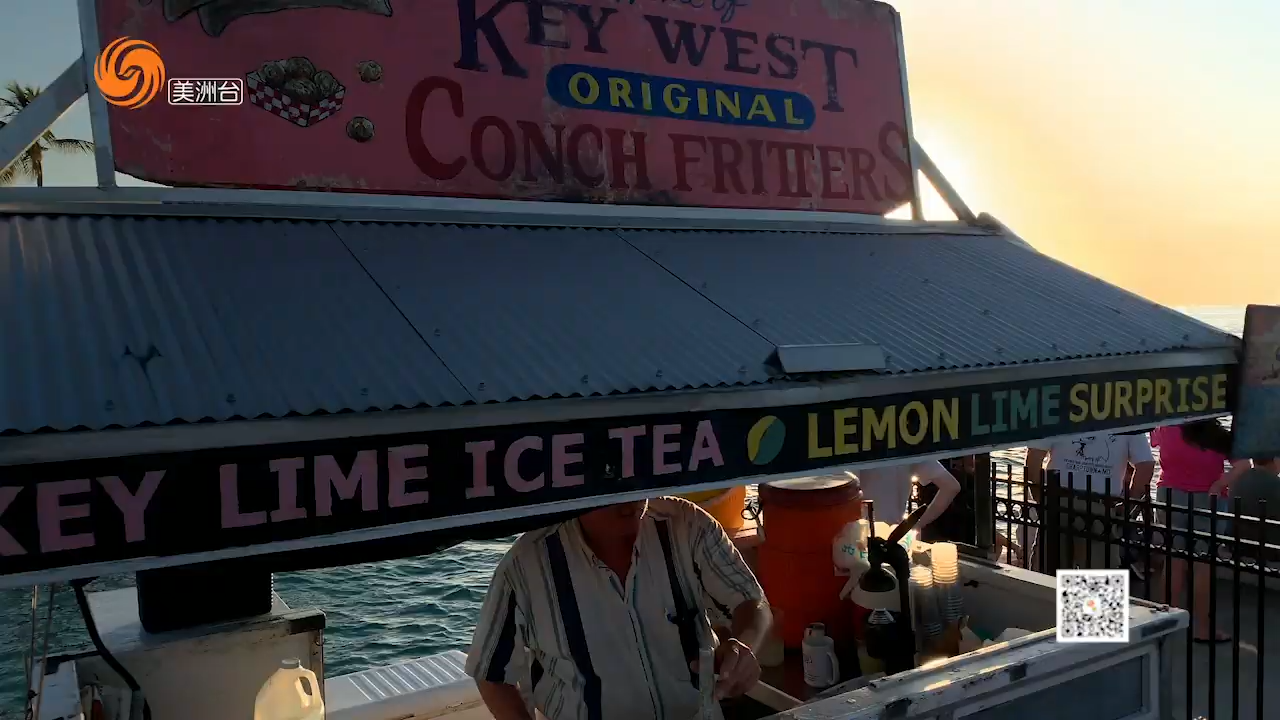 美洲台
KEY WEST
ORIGINAL
CONCH FRITTERS
KEY LIME ICE TEA LEMON LIME SURPRISE